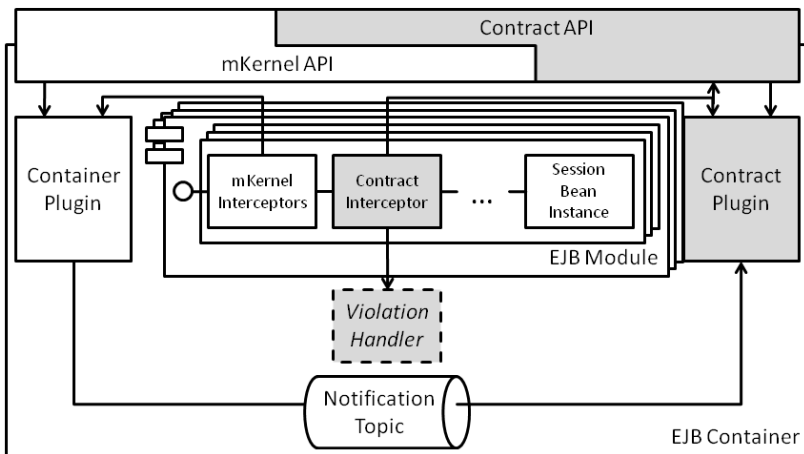 Contract API
mKernel API
Container
Plugin
mKernel
Interceptors
Contract
Interceptor
...
Session
Bean
Instance
Contract
Plugin
EJB Module
Violation
Handler
Notification
Topic
EJB Container